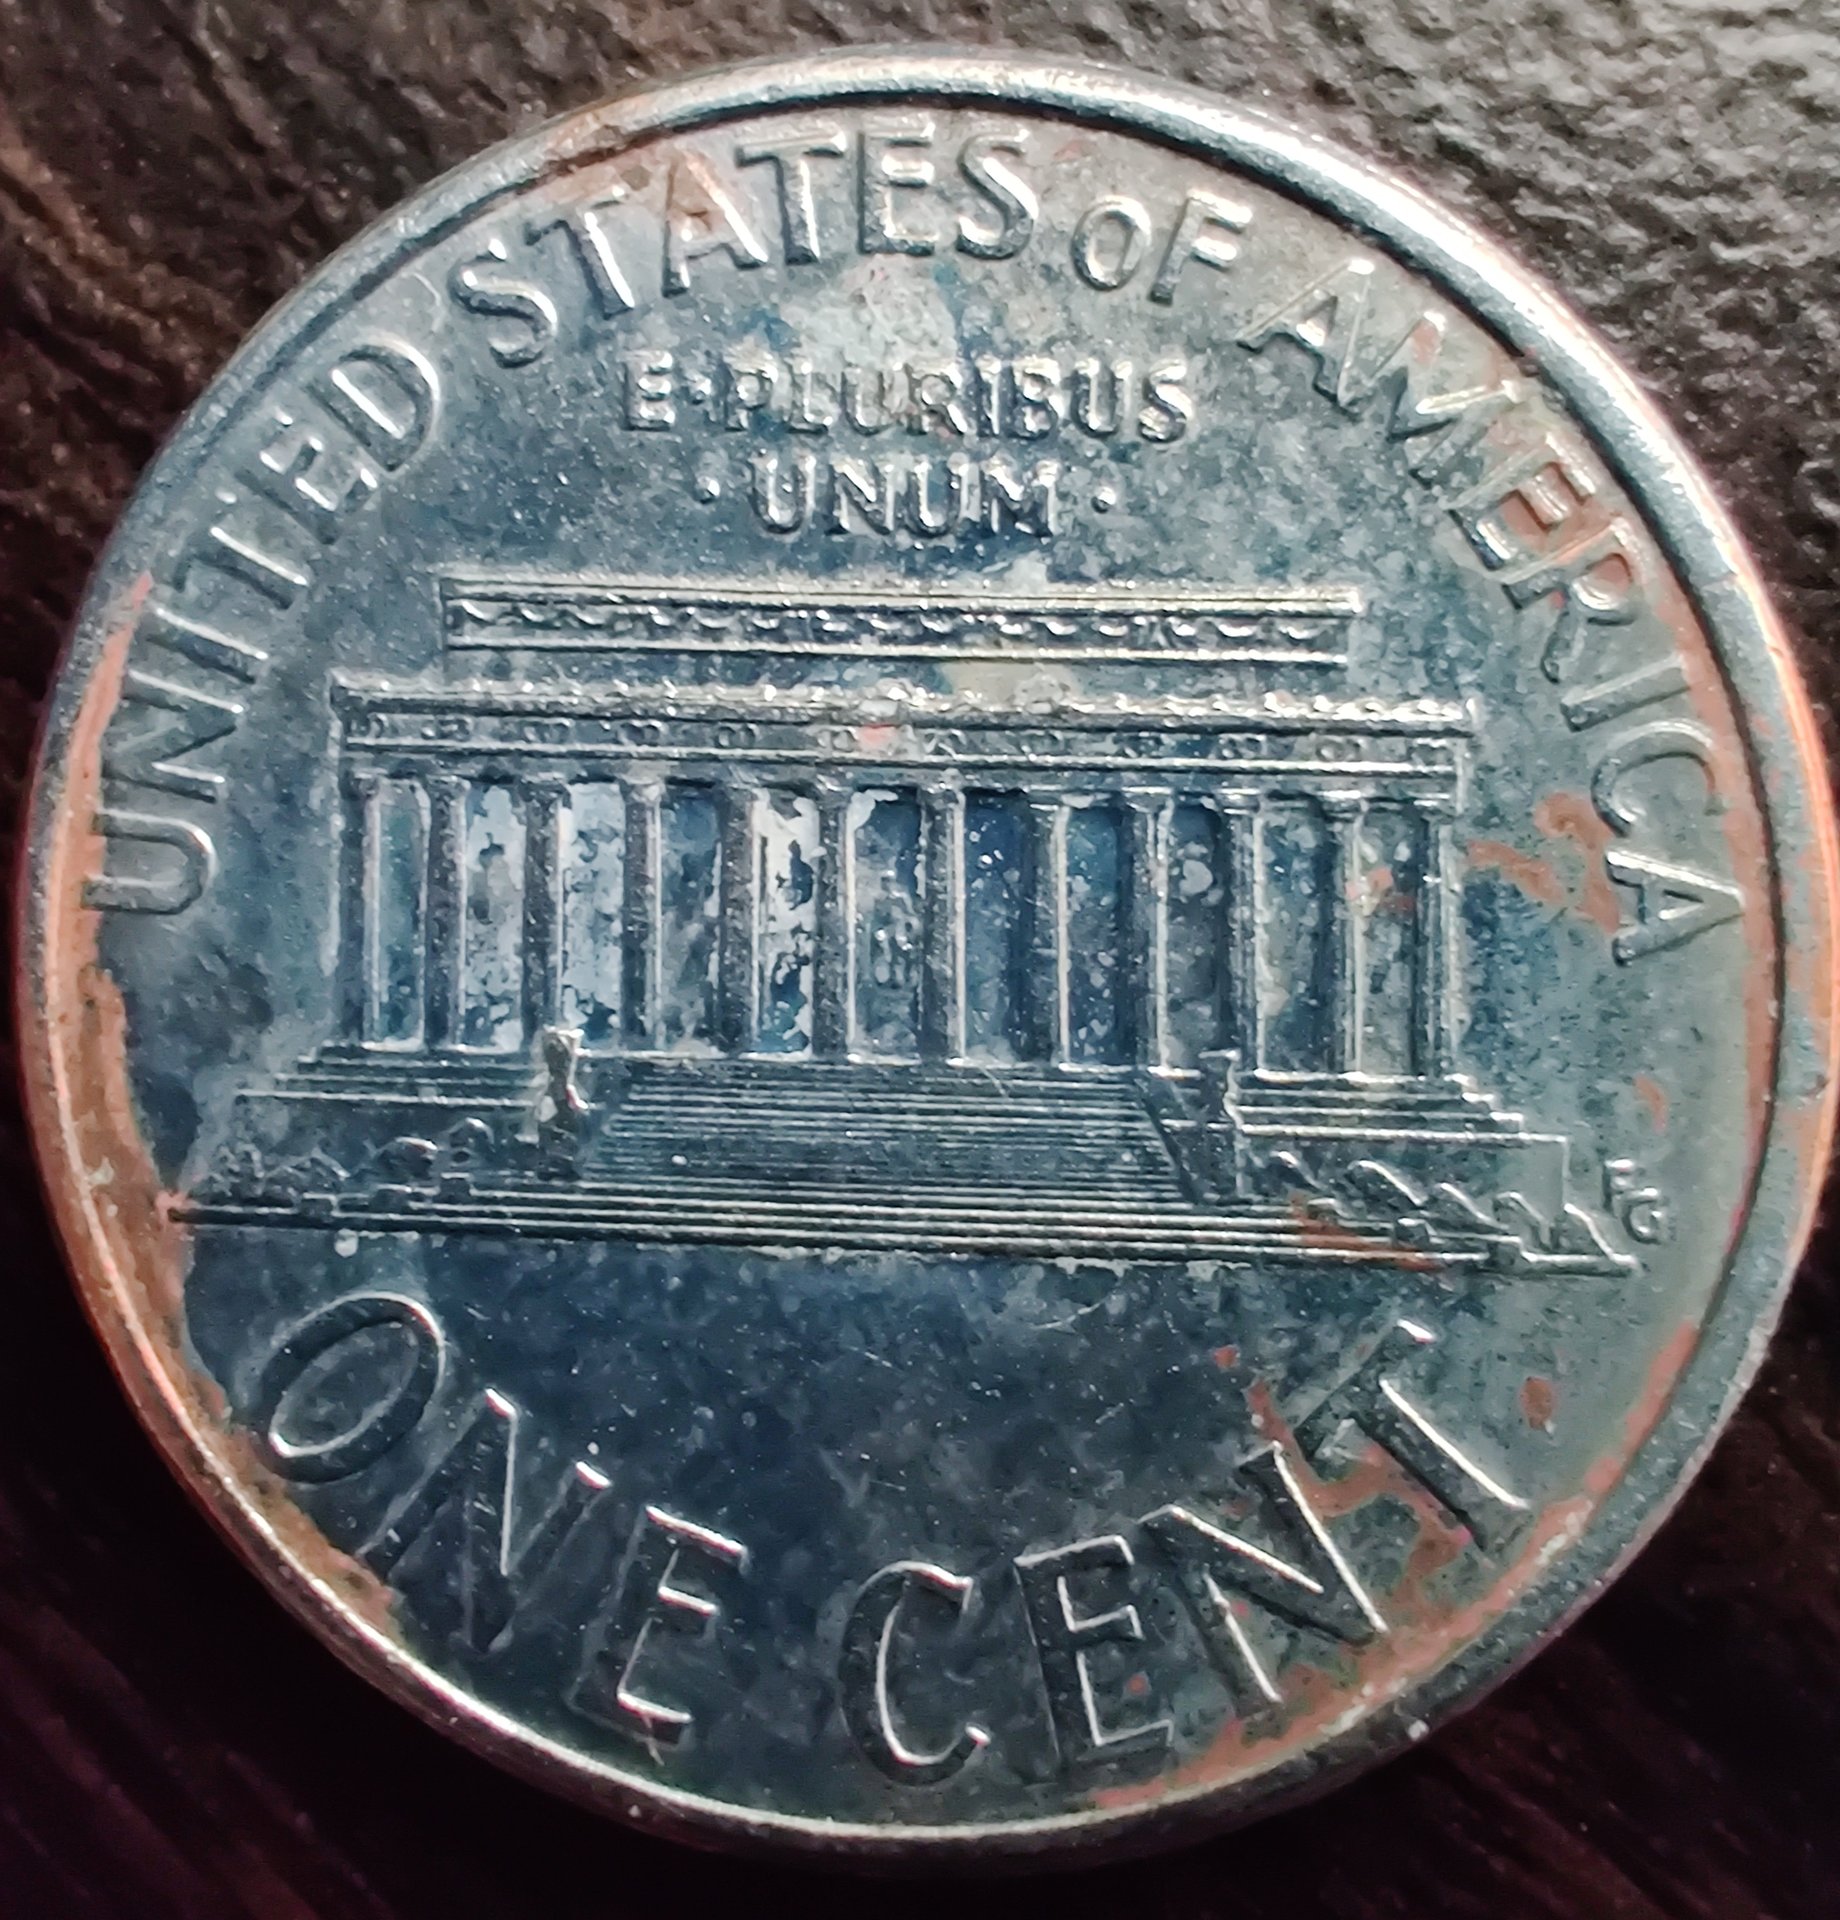 UNITED STATES OF AMERICA
E·PLURIBUS
·UNUM·
FG
ONE CENT